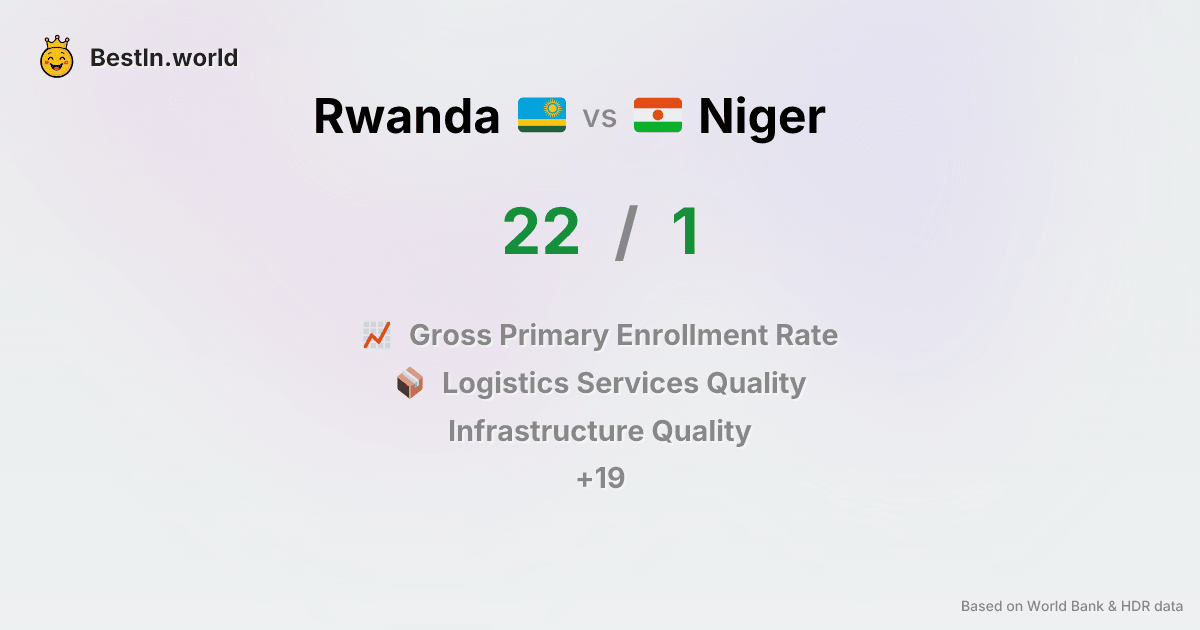 BestIn.world
Rwanda vs Niger
22 / 1
Gross Primary Enrollment Rate
Logistics Services Quality
Infrastructure Quality
+19
Based on World Bank & HDR data